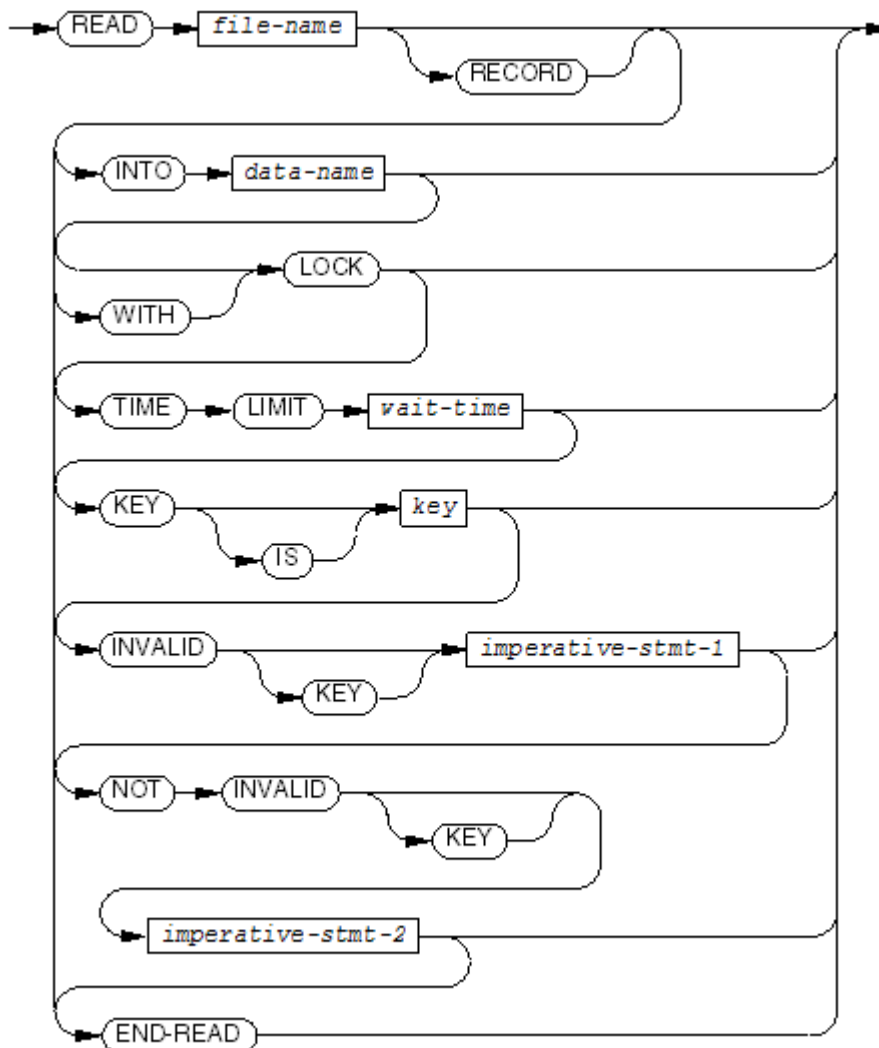 READ file-name
RECORD
INTO data-name
LOCK
WITH
TIME LIMIT wait-time
KEY key
IS
INVALID imperative-stmt-1
KEY
NOT INVALID
KEY
imperative-stmt-2
END-READ